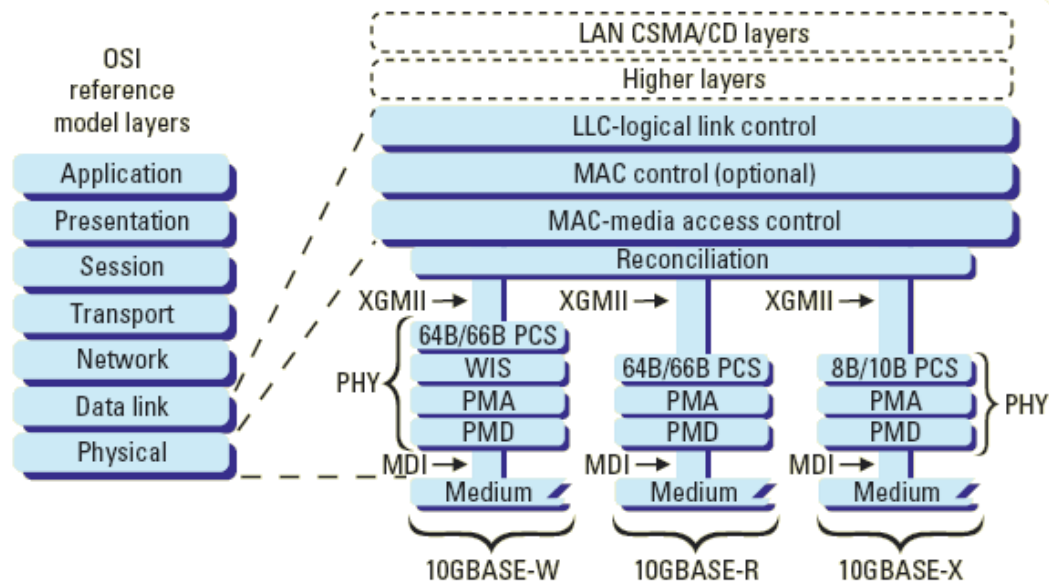 OSI
reference
model layers
Application
Presentation
Session
Transport
Network
Data link
Physical
LAN CSMA/CD layers
Higher layers
LLC-logical link control
MAC control (optional)
MAC-media access control
Reconciliation
XGMII XGMII XGMII
64B/66B PCS
WIS 64B/66B PCS 8B/10B PCS
PHY PMA PMA PMA PHY
PMD PMD PMD
MDI MDI MDI
Medium Medium Medium
10GBASE-W 10GBASE-R 10GBASE-X